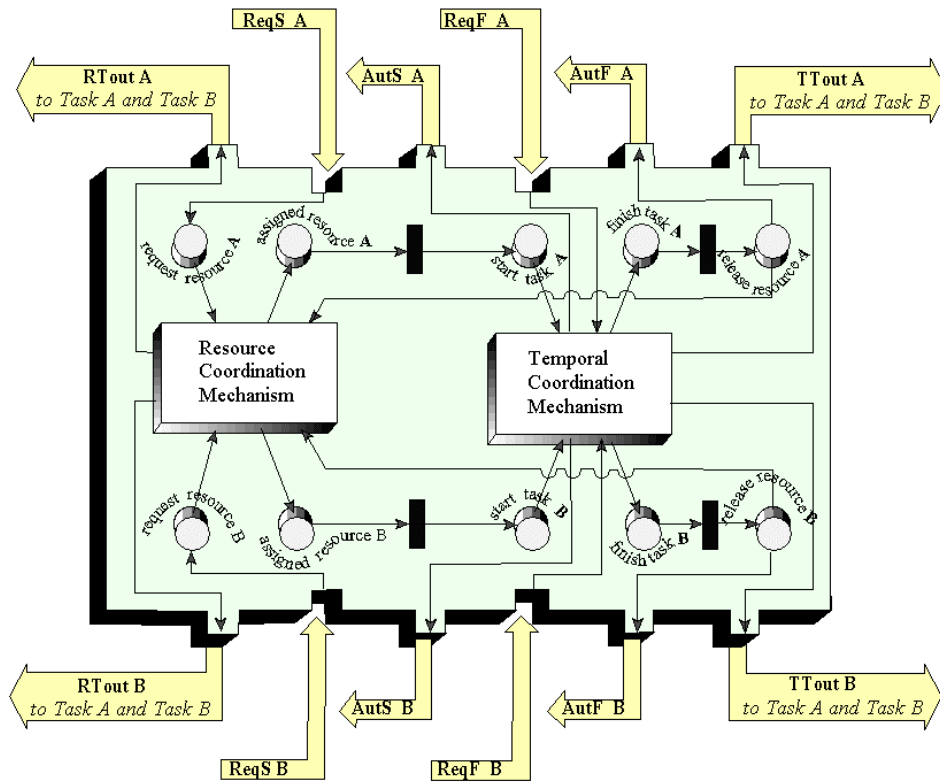 ReqS A
ReqF A
RTout A
to Task A and Task B
AutS A
AutF A
TTout A
to Task A and Task B
request resource A
assigned resource A
start task A
finish task A
release resource A
Resource
Coordination
Mechanism
Temporal
Coordination
Mechanism
request resource B
assigned resource B
start task B
finish task B
release resource B
RTout B
to Task A and Task B
AutS B
AutF B
TTout B
to Task A and Task B
ReqS B
ReqF B